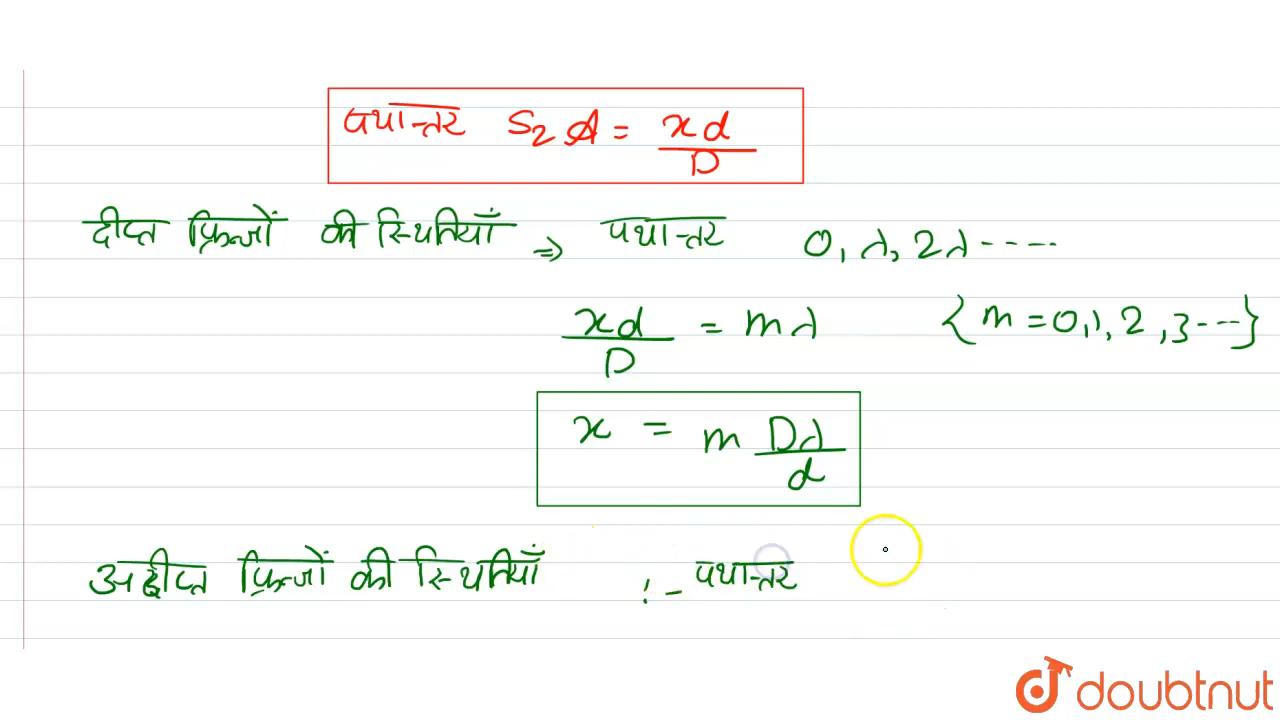 पथान्तर S₂A = xd/D
दीप्त फ्रिन्जों की स्थितियाँ ⇒ पथान्तर 0, λ, 2λ -----
xd/D = mλ {m = 0, 1, 2, 3 ---}
x = m Dλ/d
अदीप्त फ्रिन्जों की स्थितियाँ :- पथान्तर
doubtnut